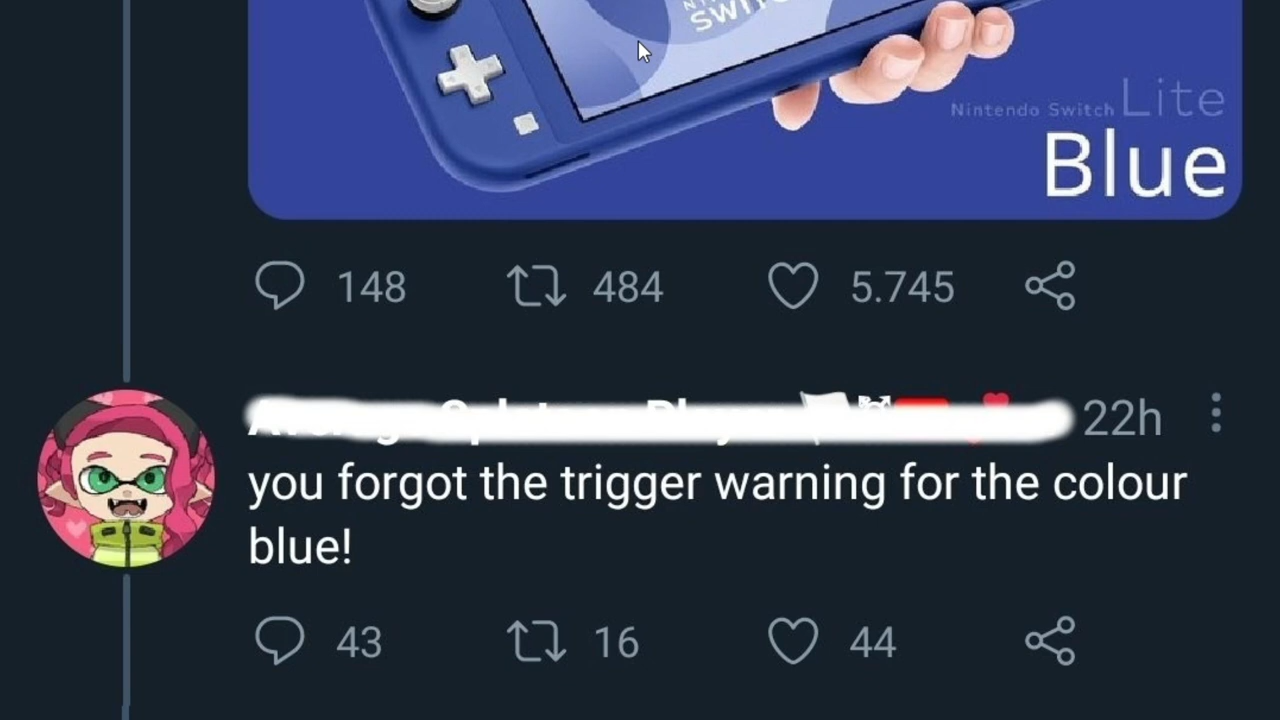 SWITC
Nintendo Switch Lite
Blue
148 484 5.745
22h
you forgot the trigger warning for the colour
blue!
43 16 44